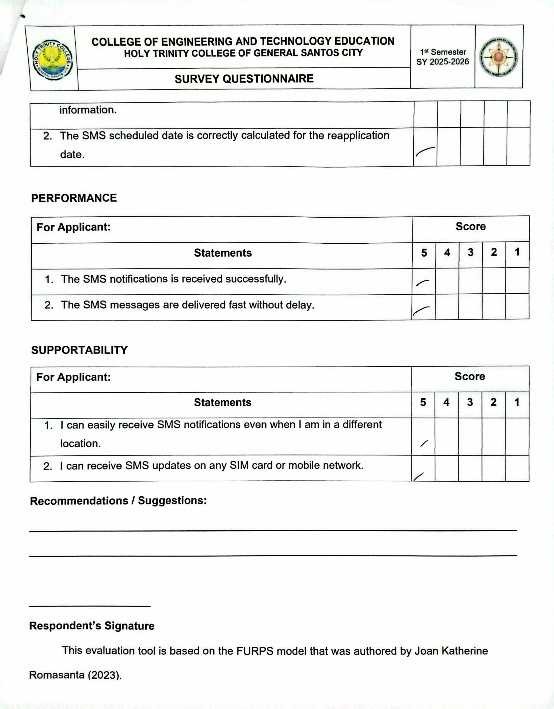 COLLEGE OF ENGINEERING AND TECHNOLOGY EDUCATION
HOLY TRINITY COLLEGE OF GENERAL SANTOS CITY
SURVEY QUESTIONNAIRE
1st Semester
SY 2025-2026
information.
2. The SMS scheduled date is correctly calculated for the reapplication
date.
PERFORMANCE
For Applicant:
Score
Statements 5 4 3 2 1
1. The SMS notifications is received successfully.
2. The SMS messages are delivered fast without delay.
SUPPORTABILITY
For Applicant:
Score
Statements 5 4 3 2 1
1. I can easily receive SMS notifications even when I am in a different
location.
2. I can receive SMS updates on any SIM card or mobile network.
Recommendations / Suggestions:
Respondent's Signature
This evaluation tool is based on the FURPS model that was authored by Joan Katherine
Romasanta (2023).